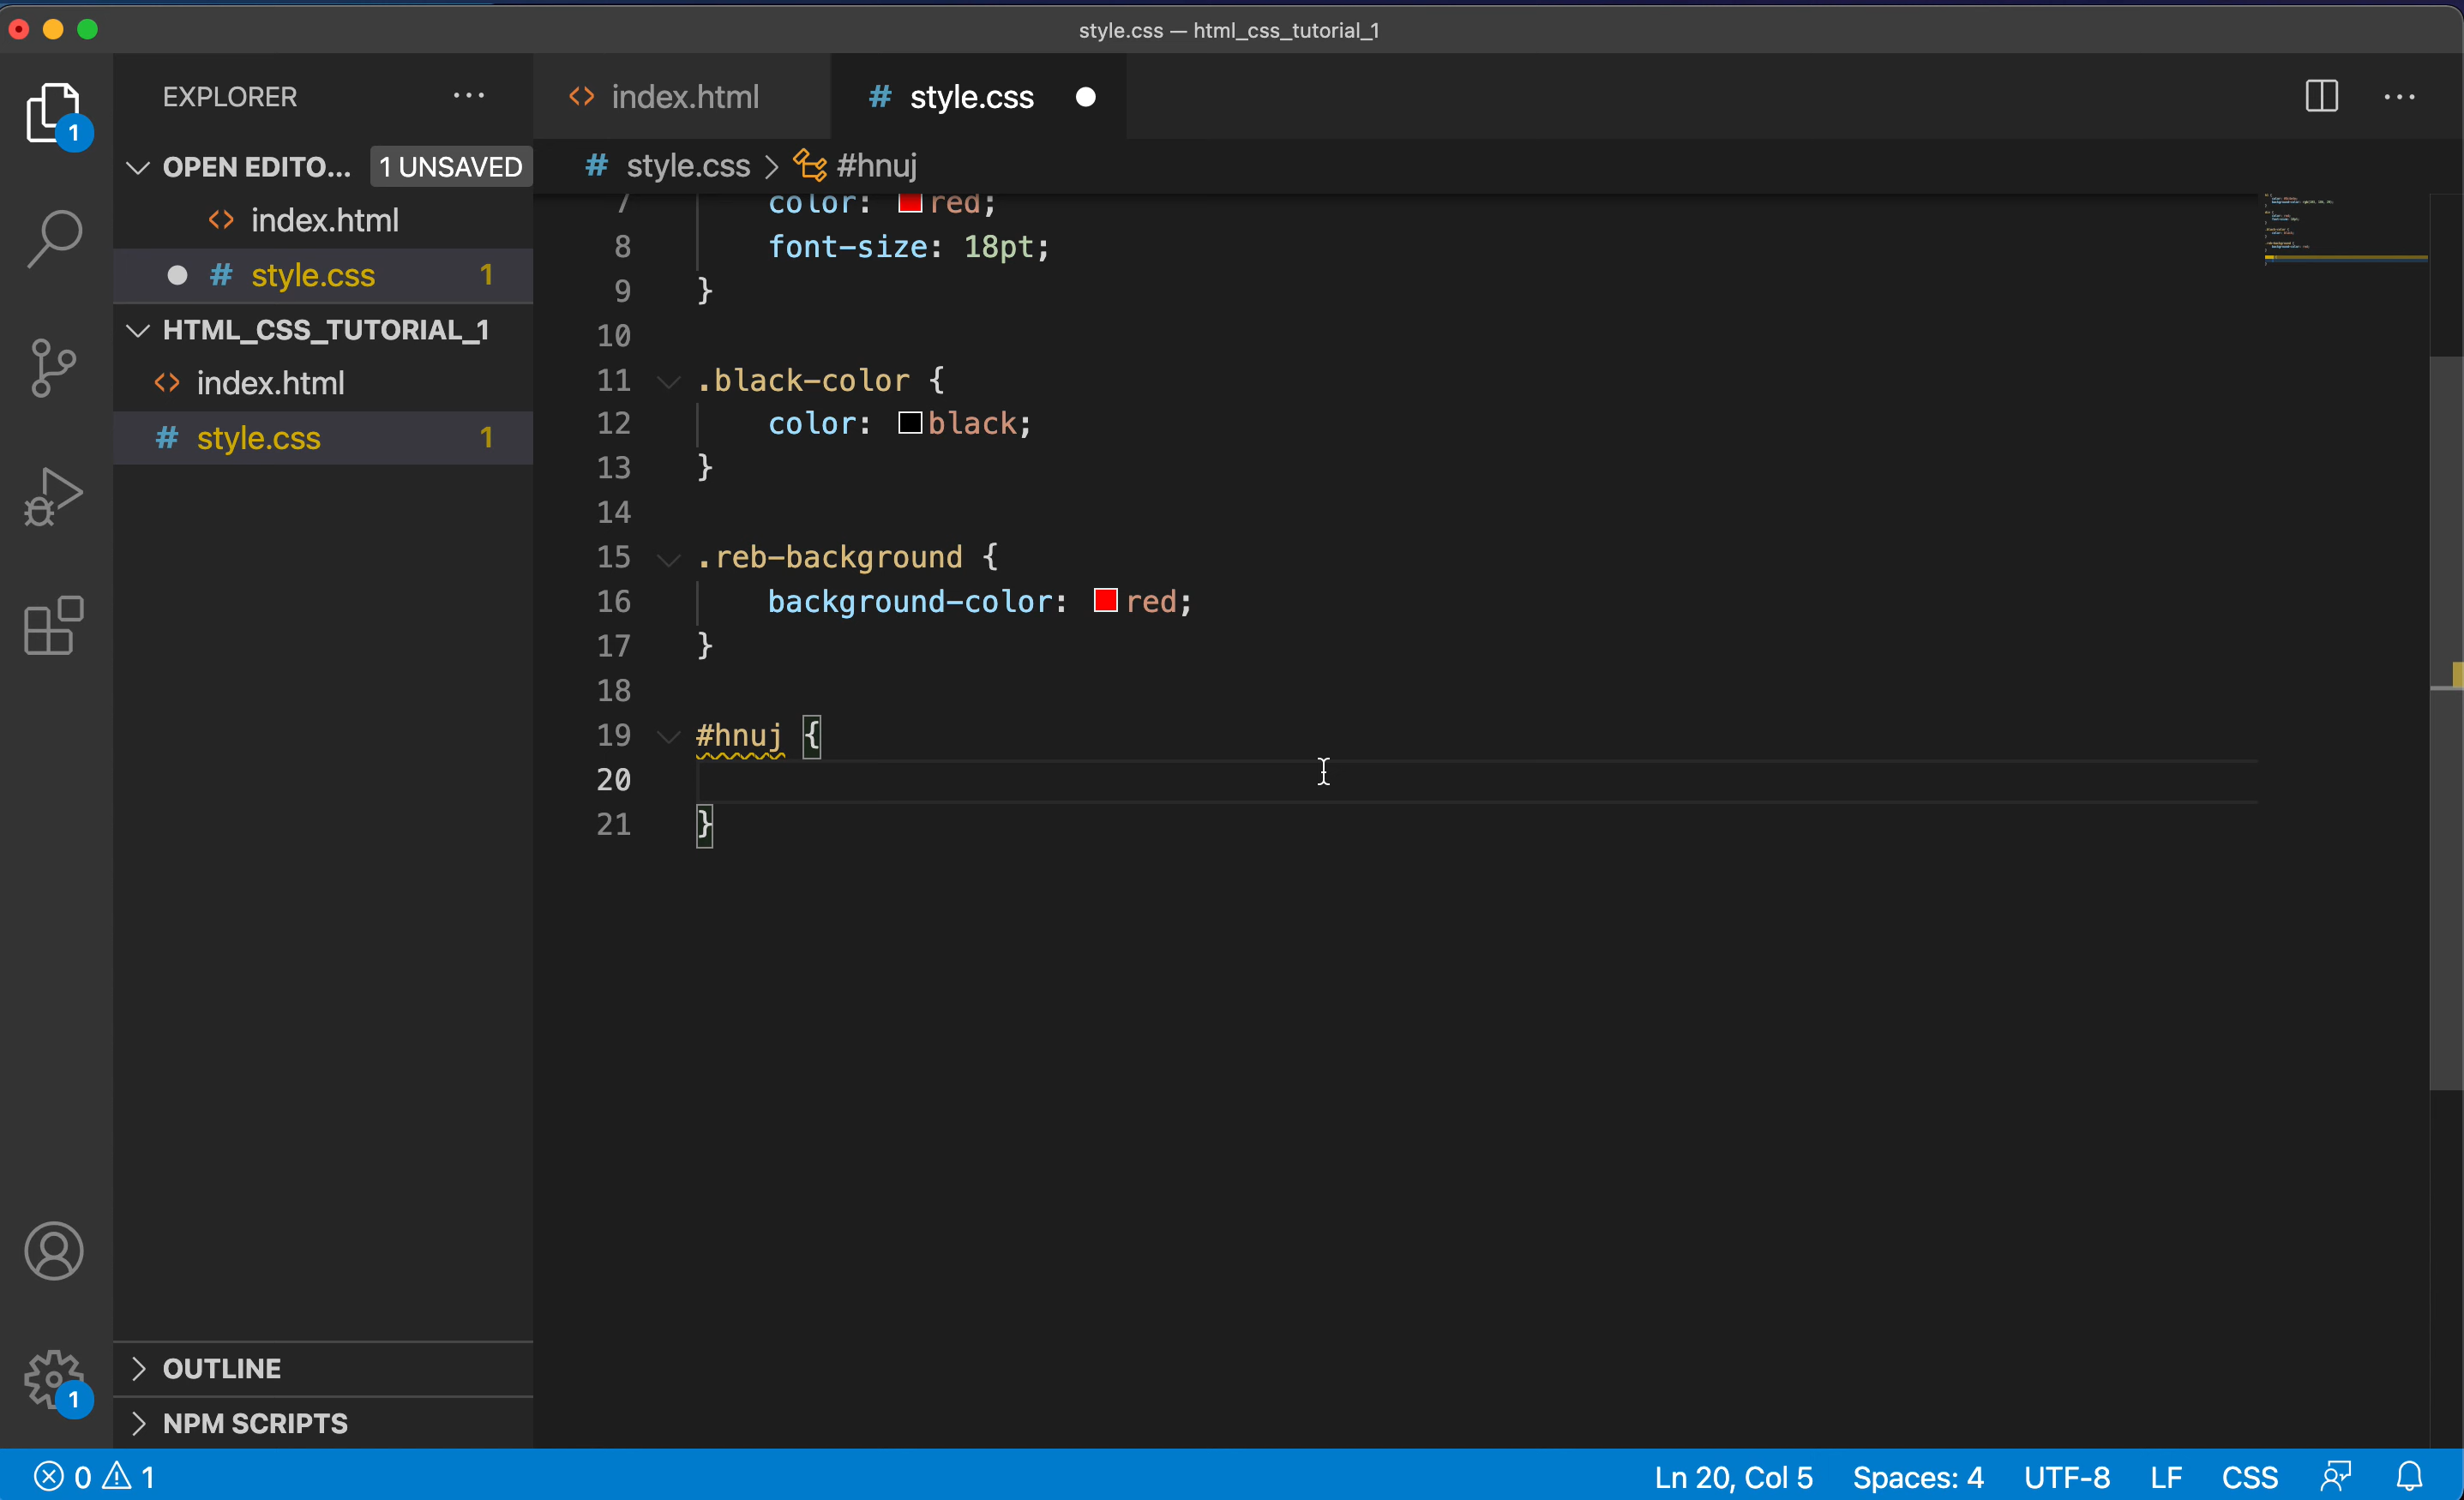 style.css — html_css_tutorial_1
EXPLORER ...
index.html
style.css
1
OPEN EDITO... 1 UNSAVED
index.html
style.css 1
HTML_CSS_TUTORIAL_1
index.html
style.css 1
style.css > #hnuj
7 color: red;
8 font-size: 18pt;
9 }
10
11 .black-color {
12 color: black;
13 }
14
15 .reb-background {
16 background-color: red;
17 }
18
19 #hnuj {
20
21 }
OUTLINE
NPM SCRIPTS
1
0 1 Ln 20, Col 5 Spaces: 4 UTF-8 LF CSS